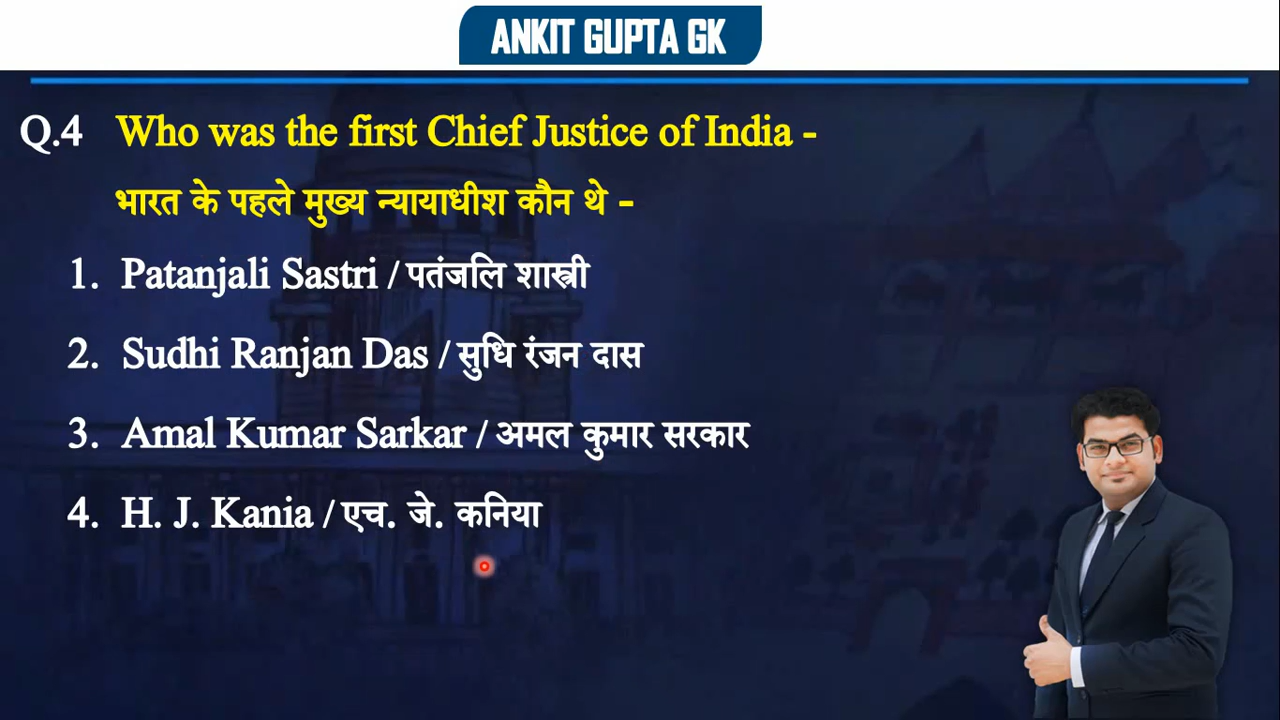 ANKIT GUPTA GK
Q.4 Who was the first Chief Justice of India -
भारत के पहले मुख्य न्यायाधीश कौन थे -
1. Patanjali Sastri / पतंजलि शास्त्री
2. Sudhi Ranjan Das / सुधि रंजन दास
3. Amal Kumar Sarkar / अमल कुमार सरकार
4. H. J. Kania / एच. जे. कनिया